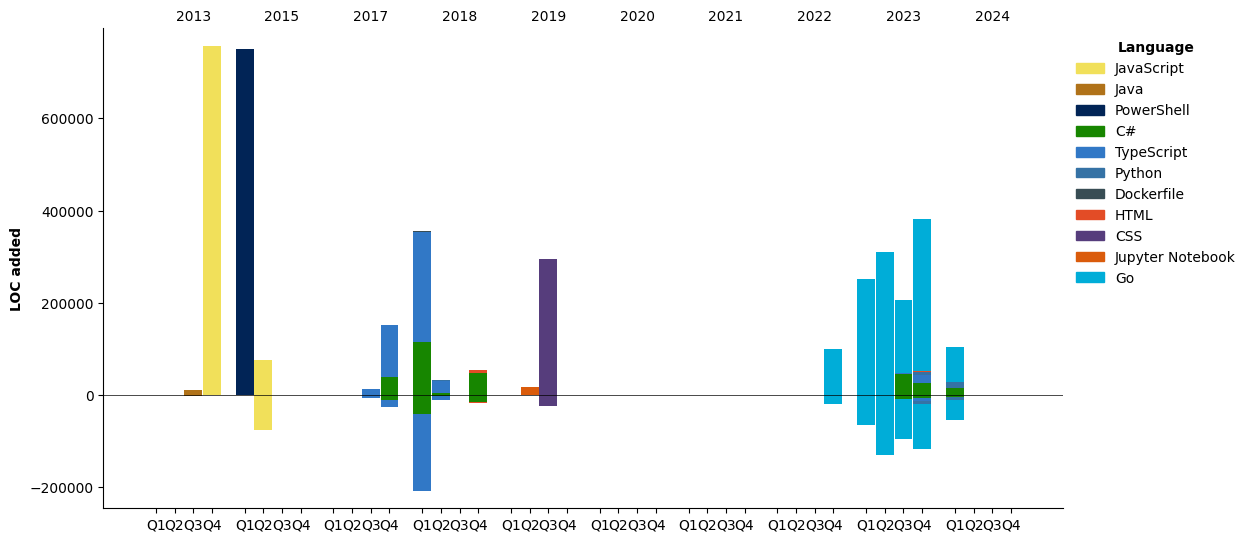 2013 2015 2017 2018 2019 2020 2021 2022 2023 2024
Language
JavaScript
Java
PowerShell
C#
TypeScript
Python
Dockerfile
HTML
CSS
Jupyter Notebook
Go
LOC added
600000
400000
200000
0
−200000
Q1Q2Q3Q4 Q1Q2Q3Q4 Q1Q2Q3Q4 Q1Q2Q3Q4 Q1Q2Q3Q4 Q1Q2Q3Q4 Q1Q2Q3Q4 Q1Q2Q3Q4 Q1Q2Q3Q4 Q1Q2Q3Q4